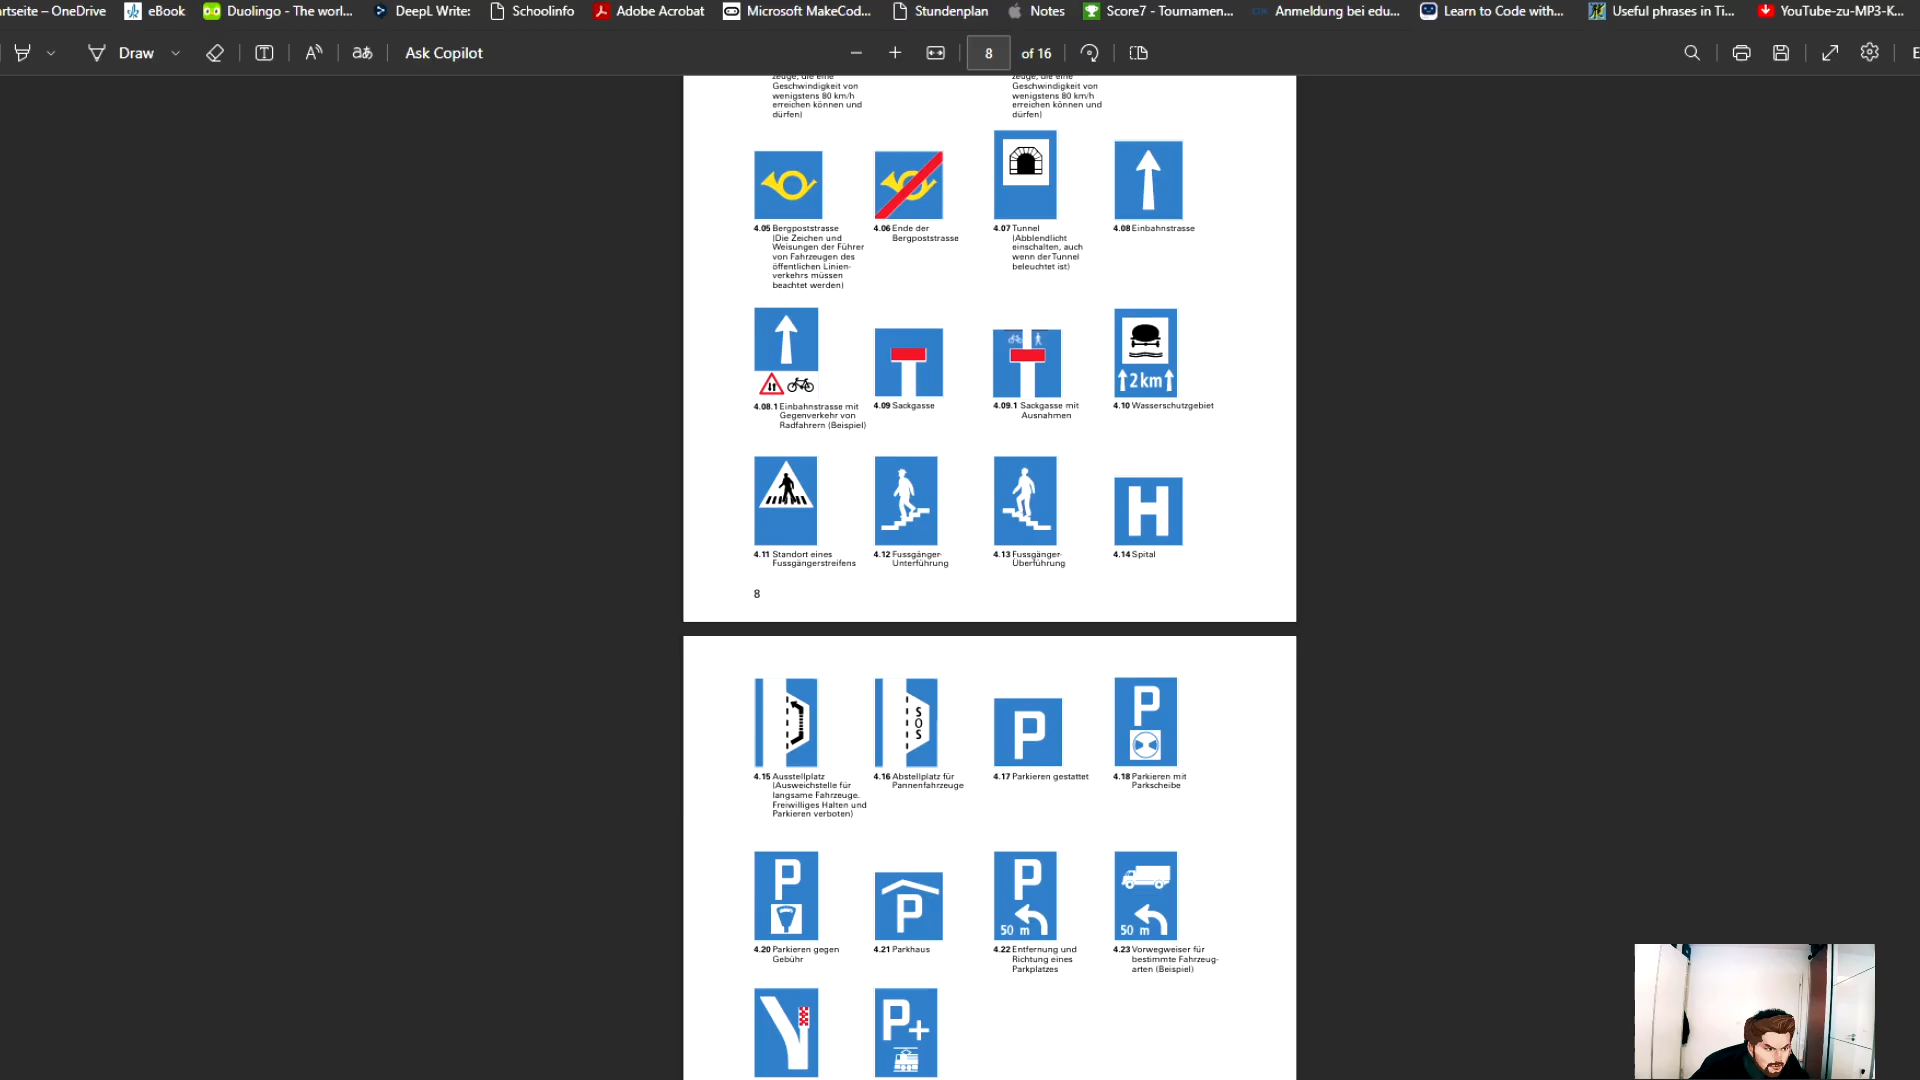 artseite – OneDrive eBook Duolingo - The worl... DeepL Write: Schoolinfo Adobe Acrobat Microsoft MakeCod... Stundenplan Notes Score7 - Tournamen... Anmeldung bei edu... Learn to Code with... Useful phrases in Ti... YouTube-zu-MP3-K...
Draw aあ Ask Copilot 8 of 16
zeuge, die eine
Geschwindigkeit von
wenigstens 80 km/h
erreichen können und
dürfen)
zeuge, die eine
Geschwindigkeit von
wenigstens 80 km/h
erreichen können und
dürfen)
4.05 Bergpoststrasse
(Die Zeichen und
Weisungen der Führer
von Fahrzeugen des
öffentlichen Linien-
verkehrs müssen
beachtet werden)
4.06 Ende der
Bergpoststrasse
4.07 Tunnel
(Abblendlicht
einschalten, auch
wenn der Tunnel
beleuchtet ist)
4.08 Einbahnstrasse
2km
4.08.1 Einbahnstrasse mit
Gegenverkehr von
Radfahrern (Beispiel)
4.09 Sackgasse
4.09.1 Sackgasse mit
Ausnahmen
4.10 Wasserschutzgebiet
H
4.11 Standort eines
Fussgängerstreifens
4.12 Fussgänger-
Unterführung
4.13 Fussgänger-
Überführung
4.14 Spital
8
SOS
P
P
4.15 Ausstellplatz
(Ausweichstelle für
langsame Fahrzeuge.
Freiwilliges Halten und
Parkieren verboten)
4.16 Abstellplatz für
Pannenfahrzeuge
4.17 Parkieren gestattet
4.18 Parkieren mit
Parkscheibe
P
P
P
50 m
50 m
4.20 Parkieren gegen
Gebühr
4.21 Parkhaus
4.22 Entfernung und
Richtung eines
Parkplatzes
4.23 Vorwegweiser für
bestimmte Fahrzeug-
arten (Beispiel)
P+